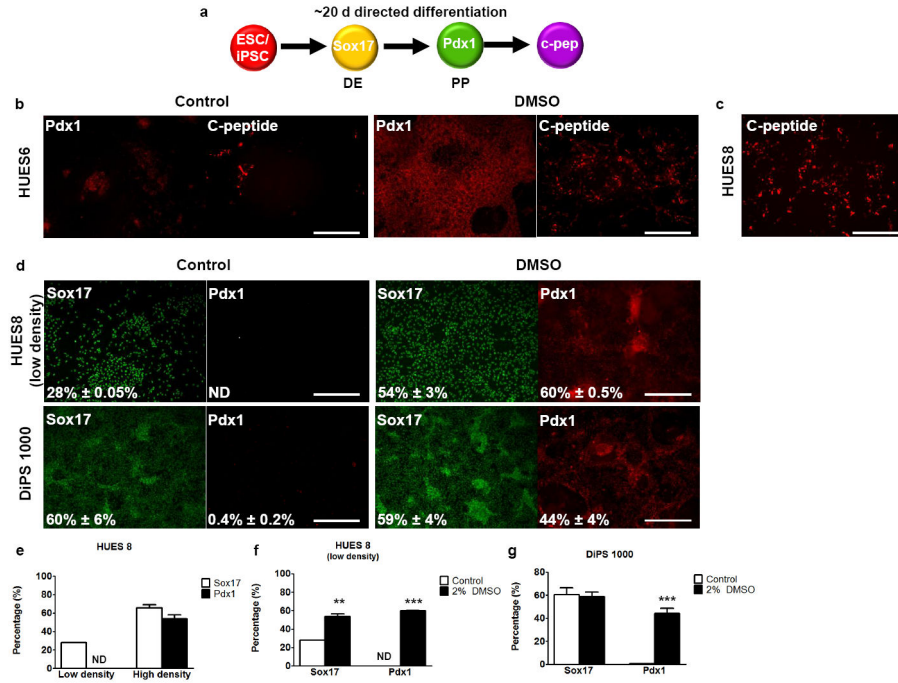 a
~20 d directed differentiation
ESC/
iPSC
Sox17
Pdx1
c-pep
DE
PP
b
Control
DMSO
c
HUES6
Pdx1
C-peptide
Pdx1
C-peptide
HUES8
C-peptide
d
Control
DMSO
HUES8
(low density)
Sox17
28% ± 0.05%
Pdx1
ND
Sox17
54% ± 3%
Pdx1
60% ± 0.5%
DiPS 1000
Sox17
60% ± 6%
Pdx1
0.4% ± 0.2%
Sox17
59% ± 4%
Pdx1
44% ± 4%
e
HUES 8
Percentage (%)
100
80
60
40
20
0
Sox17
Pdx1
ND
Low density
High density
f
HUES 8
(low density)
Percentage (%)
100
80
60
40
20
0
Control
2% DMSO
**
***
ND
Sox17
Pdx1
g
DiPS 1000
Percentage (%)
80
60
40
20
0
Control
2% DMSO
***
Sox17
Pdx1